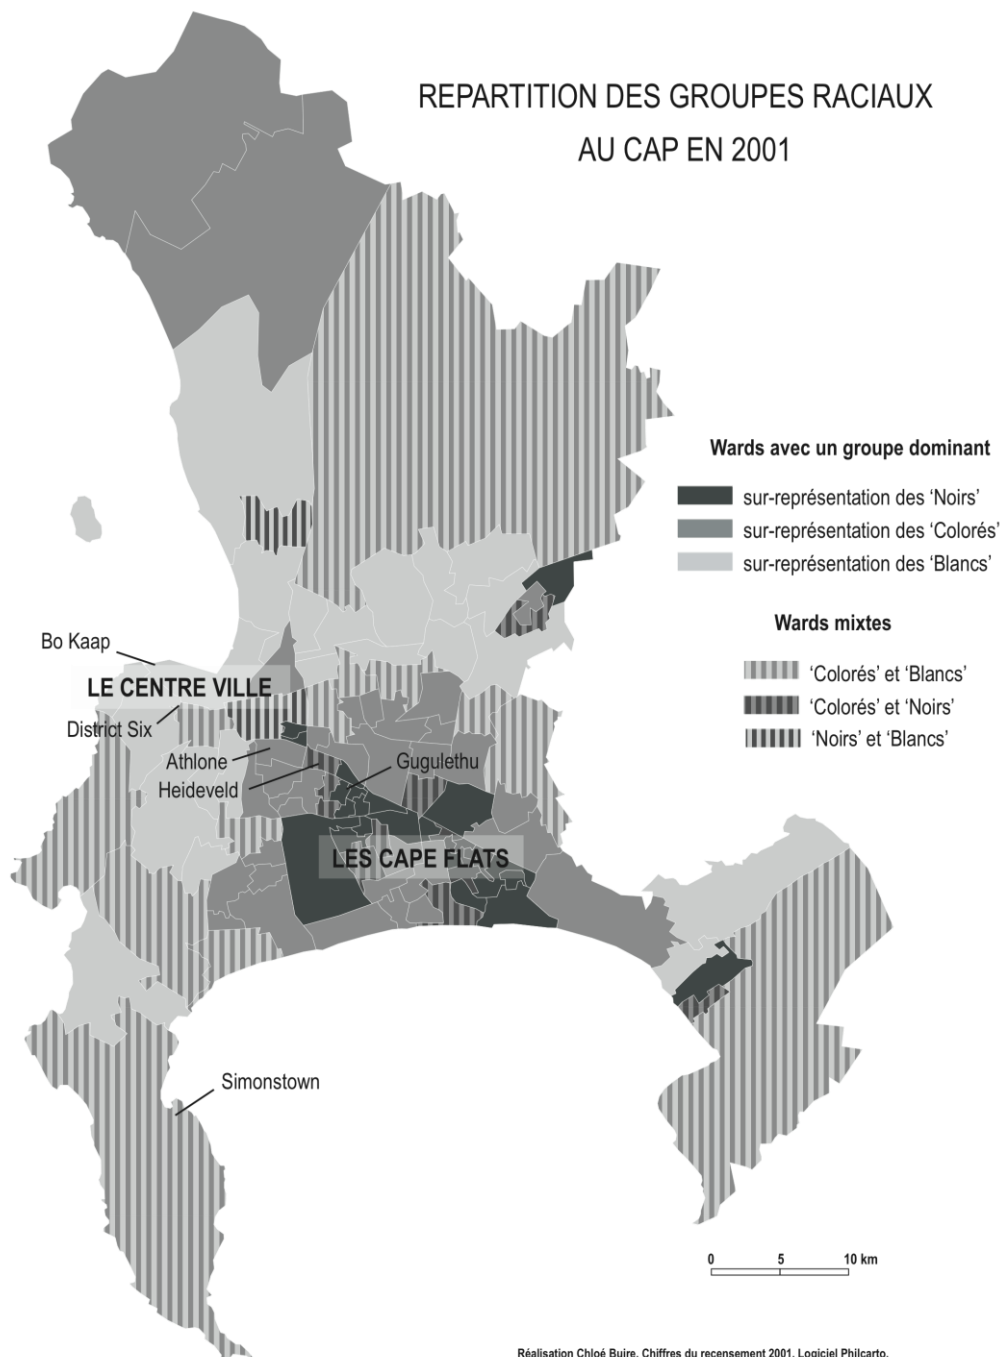 REPARTITION DES GROUPES RACIAUX
AU CAP EN 2001
Wards avec un groupe dominant
sur-représentation des ‘Noirs’
sur-représentation des ‘Colorés’
sur-représentation des ‘Blancs’
Wards mixtes
‘Colorés’ et ‘Blancs’
‘Colorés’ et ‘Noirs’
‘Noirs’ et ‘Blancs’
Bo Kaap
LE CENTRE VILLE
District Six
Athlone
Heideveld
Gugulethu
LES CAPE FLATS
Simonstown
0 5 10 km
Réalisation Chloé Buire. Chiffres du recensement 2001. Logiciel Philcarto.